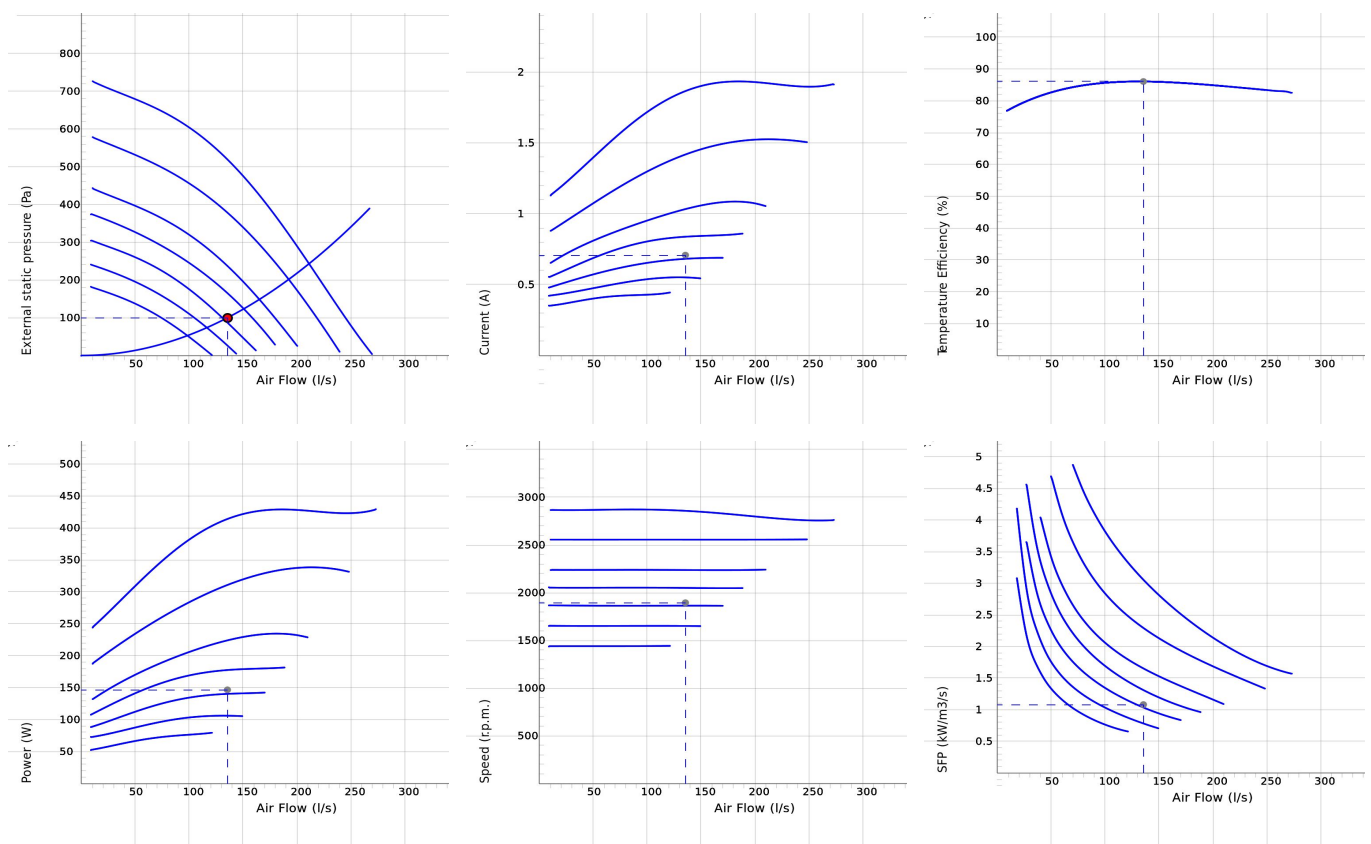 External static pressure (Pa)
800
700
600
500
400
300
200
100
50 100 150 200 250 300
Air Flow (l/s)
Current (A)
2
1.5
1
0.5
50 100 150 200 250 300
Air Flow (l/s)
Temperature Efficiency (%)
100
90
80
70
60
50
40
30
20
10
50 100 150 200 250 300
Air Flow (l/s)
Power (W)
500
450
400
350
300
250
200
150
100
50
50 100 150 200 250 300
Air Flow (l/s)
Speed (r.p.m.)
3000
2500
2000
1500
1000
500
50 100 150 200 250 300
Air Flow (l/s)
SFP (kW/m3/s)
5
4.5
4
3.5
3
2.5
2
1.5
1
0.5
50 100 150 200 250 300
Air Flow (l/s)